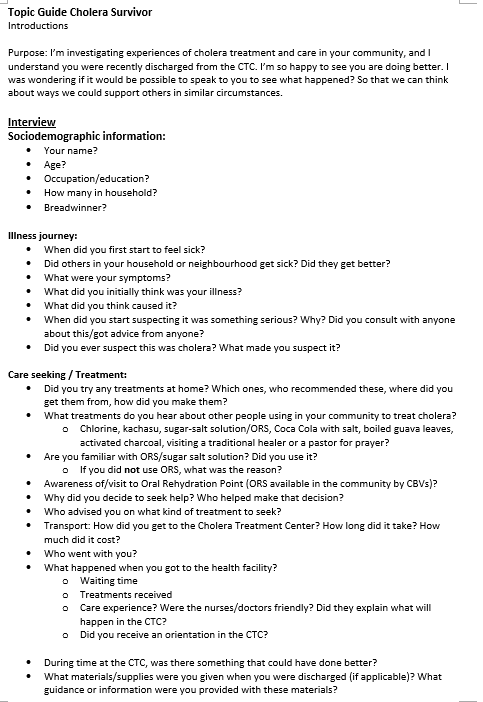 Topic Guide Cholera Survivor
Introductions
Purpose: I'm investigating experiences of cholera treatment and care in your community, and I
understand you were recently discharged from the CTC. I'm so happy to see you are doing better. I
was wondering if it would be possible to speak to you to see what happened? So that we can think
about ways we could support others in similar circumstances.
Interview
Sociodemographic information:
• Your name?
• Age?
• Occupation/education?
• How many in household?
• Breadwinner?
Illness journey:
• When did you first start to feel sick?
• Did others in your household or neighbourhood get sick? Did they get better?
• What were your symptoms?
• What did you initially think was your illness?
• What did you think caused it?
• When did you start suspecting it was something serious? Why? Did you consult with anyone
about this/got advice from anyone?
• Did you ever suspect this was cholera? What made you suspect it?
Care seeking / Treatment:
• Did you try any treatments at home? Which ones, who recommended these, where did you
get them from, how did you make them?
• What treatments do you hear about other people using in your community to treat cholera?
o Chlorine, kachasu, sugar-salt solution/ORS, Coca Cola with salt, boiled guava leaves,
activated charcoal, visiting a traditional healer or a pastor for prayer?
• Are you familiar with ORS/sugar salt solution? Did you use it?
o If you did not use ORS, what was the reason?
• Awareness of/visit to Oral Rehydration Point (ORS available in the community by CBVs)?
• Why did you decide to seek help? Who helped make that decision?
• Who advised you on what kind of treatment to seek?
• Transport: How did you get to the Cholera Treatment Center? How long did it take? How
much did it cost?
• Who went with you?
• What happened when you got to the health facility?
o Waiting time
o Treatments received
o Care experience? Were the nurses/doctors friendly? Did they explain what will
happen in the CTC?
o Did you receive an orientation in the CTC?
• During time at the CTC, was there something that could have done better?
• What materials/supplies were you given when you were discharged (if applicable)? What
guidance or information were you provided with these materials?